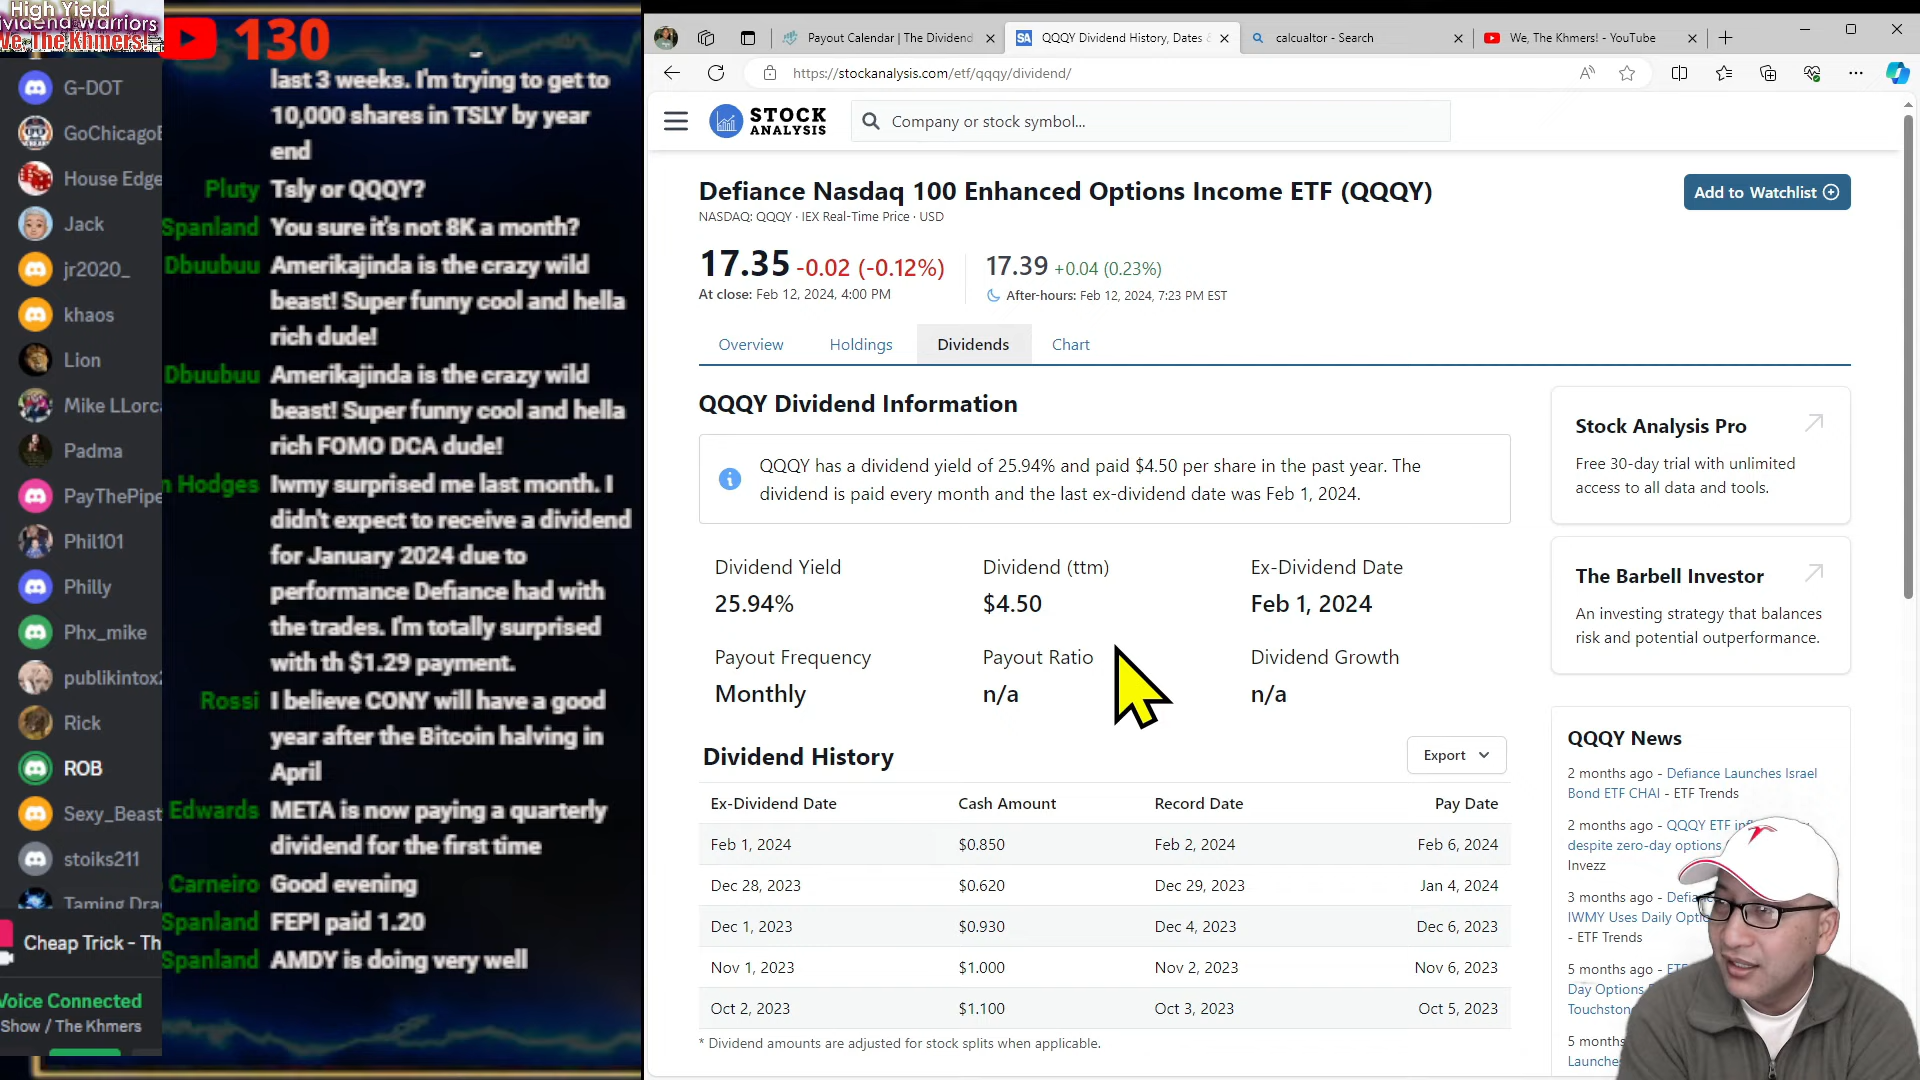 High Yield
Dividend Warriors
We, The Khmers!
G-DOT
GoChicagoB
House Edge
Jack
jr2020_
khaos
Lion
Mike LLorca
Padma
PayThePipe
Phil101
Philly
Phx_mike
publikintox2
Rick
ROB
Sexy_Beast
stoiks211
Taming Dra
Cheap Trick - Th
Voice Connected
Show / The Khmers
130
last 3 weeks. I'm trying to get to
10,000 shares in TSLY by year
end
Pluty Tsly or QQQY?
Spanland You sure it's not 8K a month?
Dbuubuu Amerikajinda is the crazy wild
beast! Super funny cool and hella
rich dude!
Dbuubuu Amerikajinda is the crazy wild
beast! Super funny cool and hella
rich FOMO DCA dude!
n Hodges Iwmy surprised me last month. I
didn't expect to receive a dividend
for January 2024 due to
performance Defiance had with
the trades. I'm totally surprised
with th $1.29 payment.
Rossi I believe CONY will have a good
year after the Bitcoin halving in
April
Edwards META is now paying a quarterly
dividend for the first time
Carneiro Good evening
Spanland FEPI paid 1.20
Spanland AMDY is doing very well
Payout Calendar | The Dividend
SA QQQY Dividend History, Dates &
calcualtor - Search
We, The Khmers! - YouTube
https://stockanalysis.com/etf/qqqy/dividend/
STOCK
ANALYSIS
Company or stock symbol...
Defiance Nasdaq 100 Enhanced Options Income ETF (QQQY)
NASDAQ: QQQY · IEX Real-Time Price · USD
Add to Watchlist
17.35 -0.02 (-0.12%)
At close: Feb 12, 2024, 4:00 PM
17.39 +0.04 (0.23%)
After-hours: Feb 12, 2024, 7:23 PM EST
Overview Holdings Dividends Chart
QQQY Dividend Information
QQQY has a dividend yield of 25.94% and paid $4.50 per share in the past year. The
dividend is paid every month and the last ex-dividend date was Feb 1, 2024.
Dividend Yield Dividend (ttm) Ex-Dividend Date
25.94% $4.50 Feb 1, 2024
Payout Frequency Payout Ratio Dividend Growth
Monthly n/a n/a
Dividend History
Export
Ex-Dividend Date Cash Amount Record Date Pay Date
Feb 1, 2024 $0.850 Feb 2, 2024 Feb 6, 2024
Dec 28, 2023 $0.620 Dec 29, 2023 Jan 4, 2024
Dec 1, 2023 $0.930 Dec 4, 2023 Dec 6, 2023
Nov 1, 2023 $1.000 Nov 2, 2023 Nov 6, 2023
Oct 2, 2023 $1.100 Oct 3, 2023 Oct 5, 2023
* Dividend amounts are adjusted for stock splits when applicable.
Stock Analysis Pro
Free 30-day trial with unlimited
access to all data and tools.
The Barbell Investor
An investing strategy that balances
risk and potential outperformance.
QQQY News
2 months ago - Defiance Launches Israel
Bond ETF CHAI - ETF Trends
2 months ago - QQQY ETF
despite zero-day options
Invezz
3 months ago - Defia
IWMY Uses Daily Optio
- ETF Trends
5 months ago - ET
Day Options
Touchston
5 months
Launches